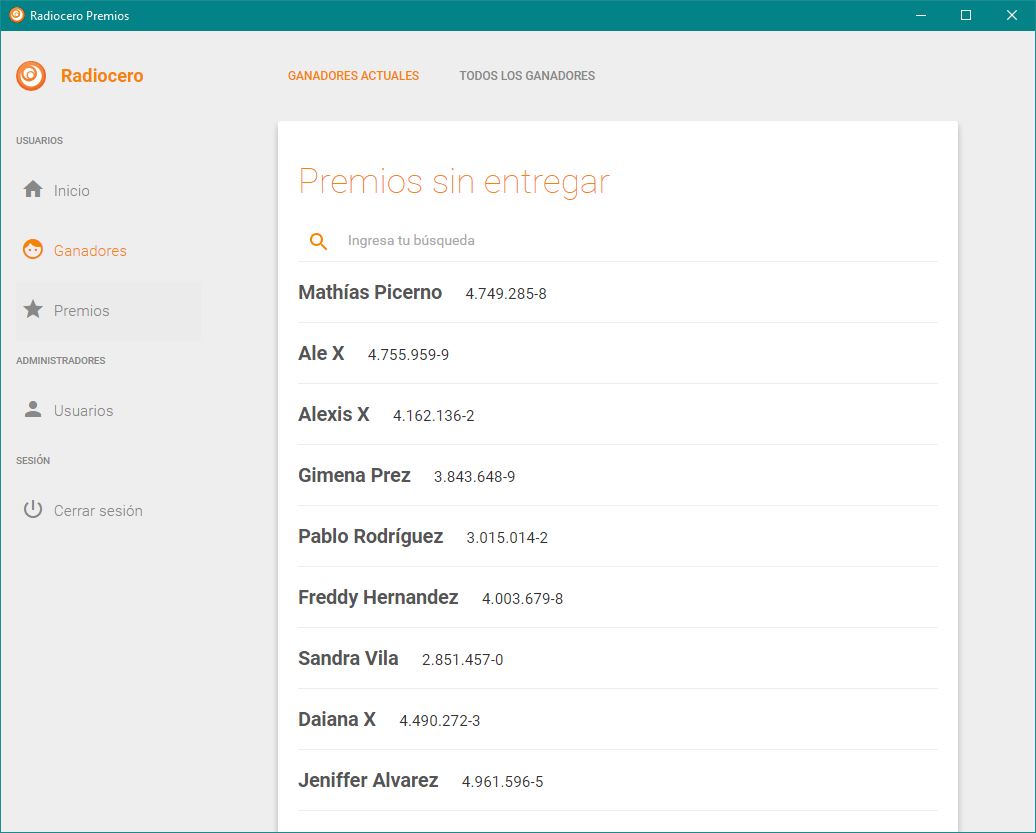 Radiocero Premios
Radiocero
GANADORES ACTUALES TODOS LOS GANADORES
USUARIOS
Inicio
Ganadores
Premios
ADMINISTRADORES
Usuarios
SESIÓN
Cerrar sesión
Premios sin entregar
Ingresa tu búsqueda
Mathías Picerno 4.749.285-8
Ale X 4.755.959-9
Alexis X 4.162.136-2
Gimena Prez 3.843.648-9
Pablo Rodríguez 3.015.014-2
Freddy Hernandez 4.003.679-8
Sandra Vila 2.851.457-0
Daiana X 4.490.272-3
Jeniffer Alvarez 4.961.596-5